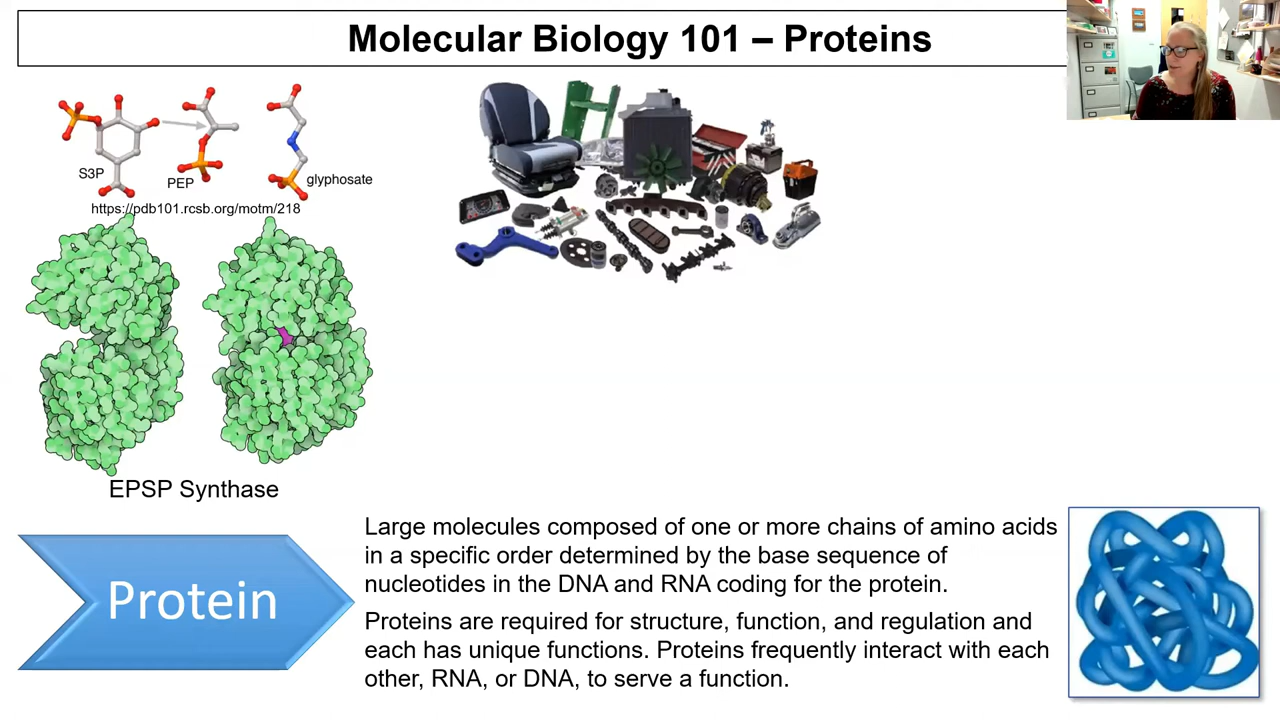 Molecular Biology 101 – Proteins
S3P
PEP
glyphosate
https://pdb101.rcsb.org/motm/218
EPSP Synthase
Protein
Large molecules composed of one or more chains of amino acids
in a specific order determined by the base sequence of
nucleotides in the DNA and RNA coding for the protein.
Proteins are required for structure, function, and regulation and
each has unique functions. Proteins frequently interact with each
other, RNA, or DNA, to serve a function.